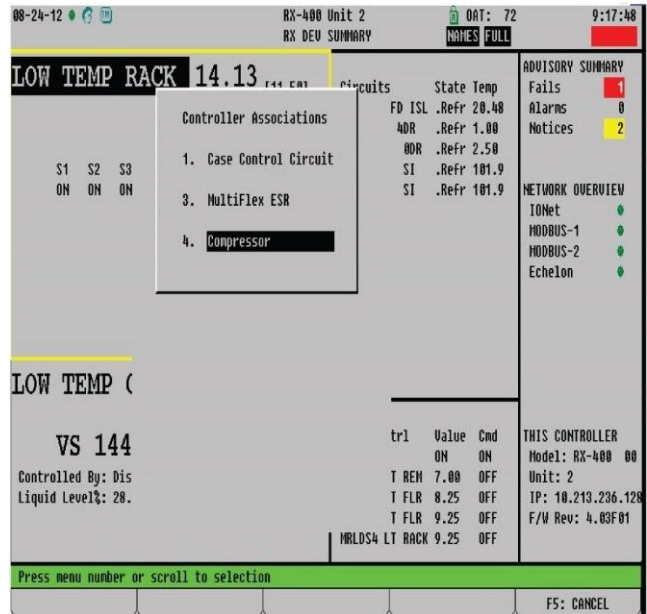 08-24-12
RX-400 Unit 2
OAT: 72
9:17:48
RX DEV SUMMARY
NAMES FULL
LOW TEMP RACK 14.13
Circuits State Temp
FD ISL .Refr 20.48
4DR .Refr 1.00
0DR .Refr 2.50
SI .Refr 101.9
SI .Refr 101.9
S1 S2 S3
ON ON ON
Controller Associations
1. Case Control Circuit
3. MultiFlex ESR
4. Compressor
ADVISORY SUMMARY
Fails 1
Alarms 0
Notices 2
NETWORK OVERVIEW
IONet
MODBUS-1
MODBUS-2
Echelon
LOW TEMP (
VS 144
Controlled By: Dis
Liquid Level%: 28.
trl Value Cmd
ON ON
T REM 7.00 OFF
T FLR 8.25 OFF
T FLR 9.25 OFF
MRLDS4 LT RACK 9.25 OFF
THIS CONTROLLER
Model: RX-400 00
Unit: 2
IP: 10.213.236.128
F/W Rev: 4.03F01
Press menu number or scroll to selection
F5: CANCEL